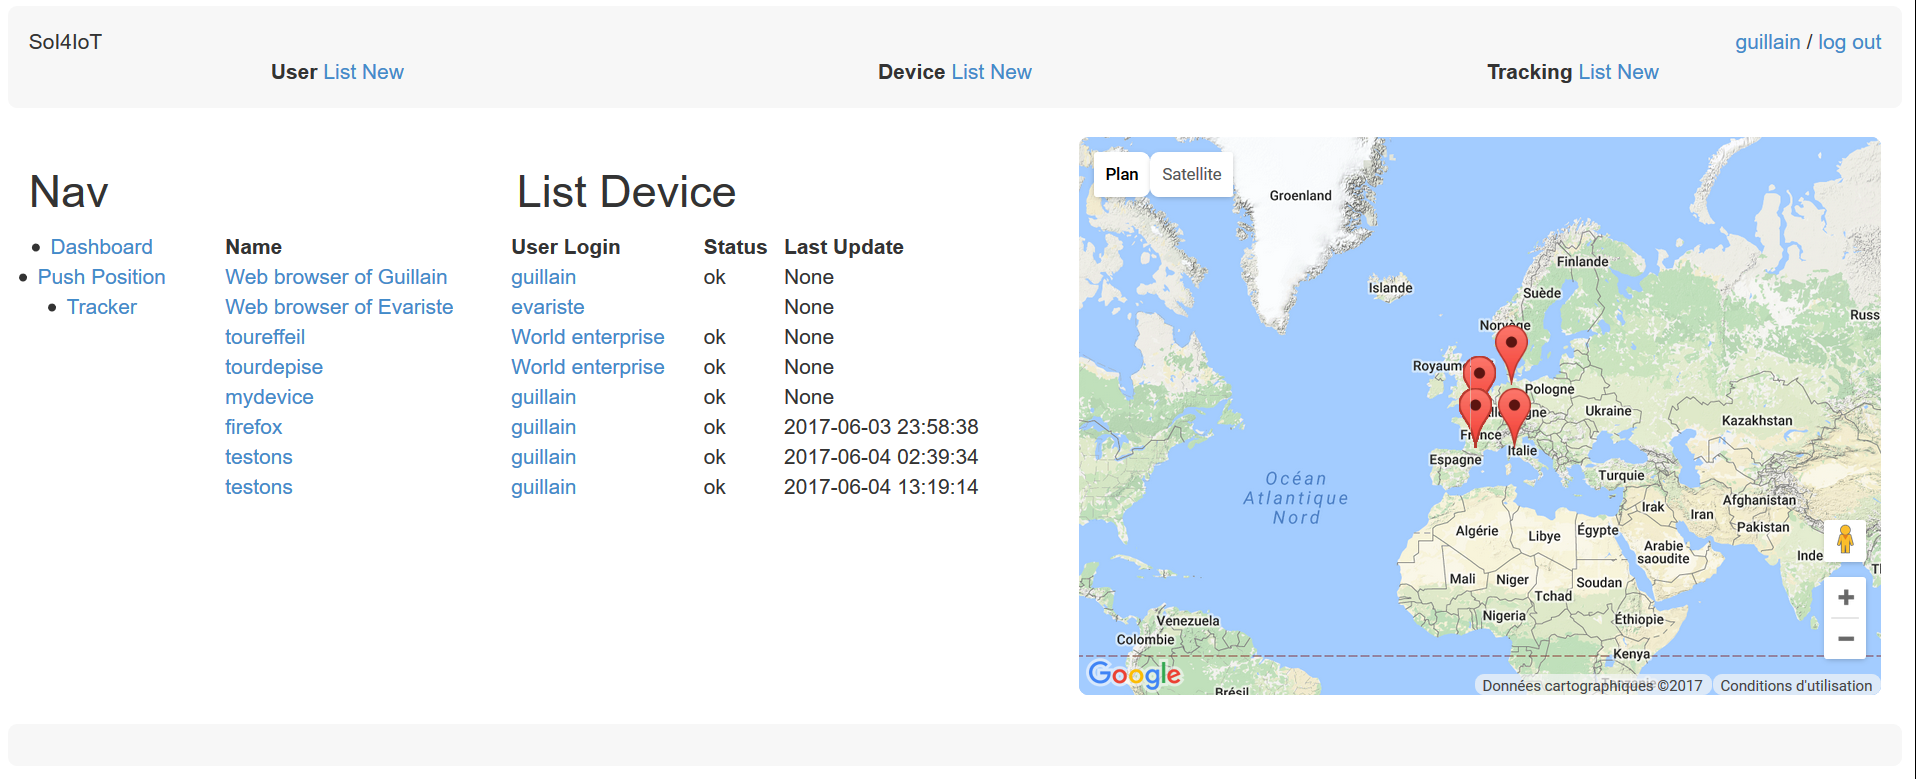 Sol4IoT
guillain / log out
User List New
Device List New
Tracking List New
Nav
Dashboard
Push Position
Tracker
List Device
Name User Login Status Last Update
Web browser of Guillain guillain ok None
Web browser of Evariste evariste None
toureffeil World enterprise ok None
tourdepise World enterprise ok None
mydevice guillain ok None
firefox guillain ok 2017-06-03 23:58:38
testons guillain ok 2017-06-04 02:39:34
testons guillain ok 2017-06-04 13:19:14
Plan Satellite
Groenland
Finlande
Islande
Suède
Russ
Norvège
Royaum
Pologne
Ukraine
Kazakhstan
France
Italie
Espagne
Turquie
Océan
Atlantique
Nord
Afghanistan
Irak
Iran
Pakistan
Algérie
Libye
Égypte
Arabie
saoudite
Inde
Mali
Niger
Soudan
Tchad
Nigeria
Éthiopie
Venezuela
Colombie
Kenya
Brésil
Google
Données cartographiques ©2017 Conditions d'utilisation